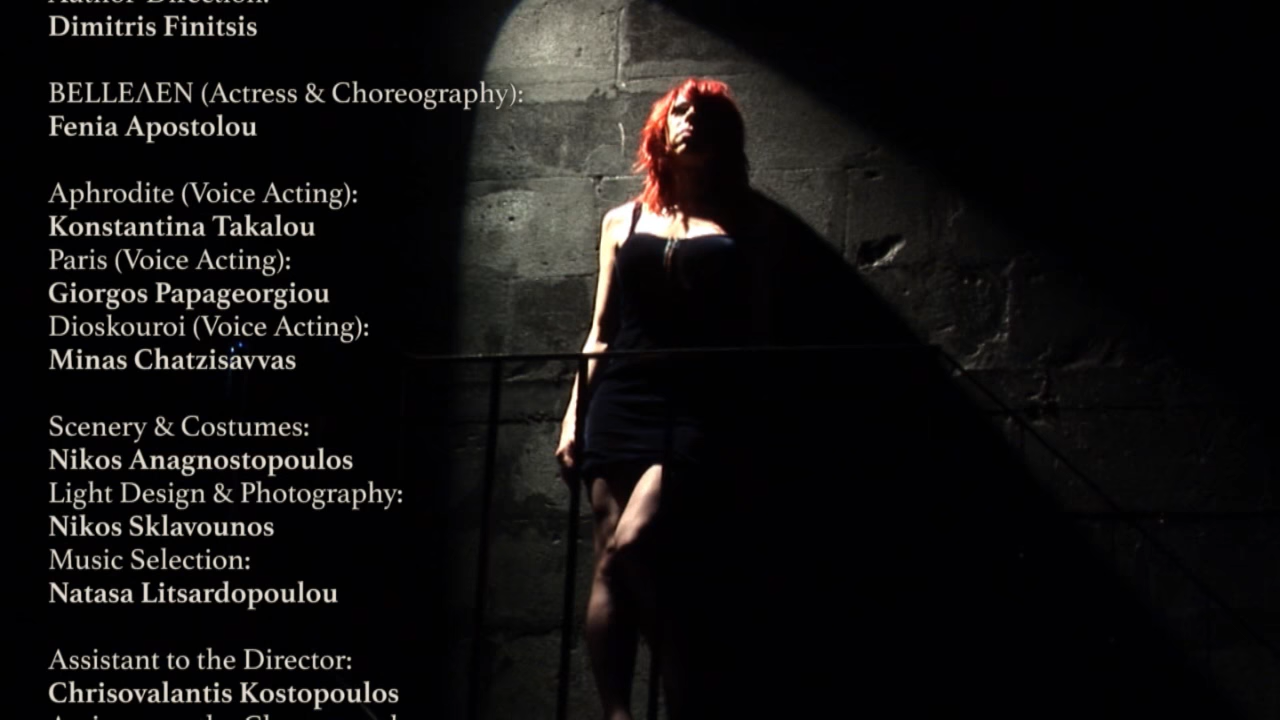 Author-Direction:
Dimitris Finitsis
BELLEΛEN (Actress & Choreography):
Fenia Apostolou
Aphrodite (Voice Acting):
Konstantina Takalou
Paris (Voice Acting):
Giorgos Papageorgiou
Dioskouroi (Voice Acting):
Minas Chatzisavvas
Scenery & Costumes:
Nikos Anagnostopoulos
Light Design & Photography:
Nikos Sklavounos
Music Selection:
Natasa Litsardopoulou
Assistant to the Director:
Chrisovalantis Kostopoulos